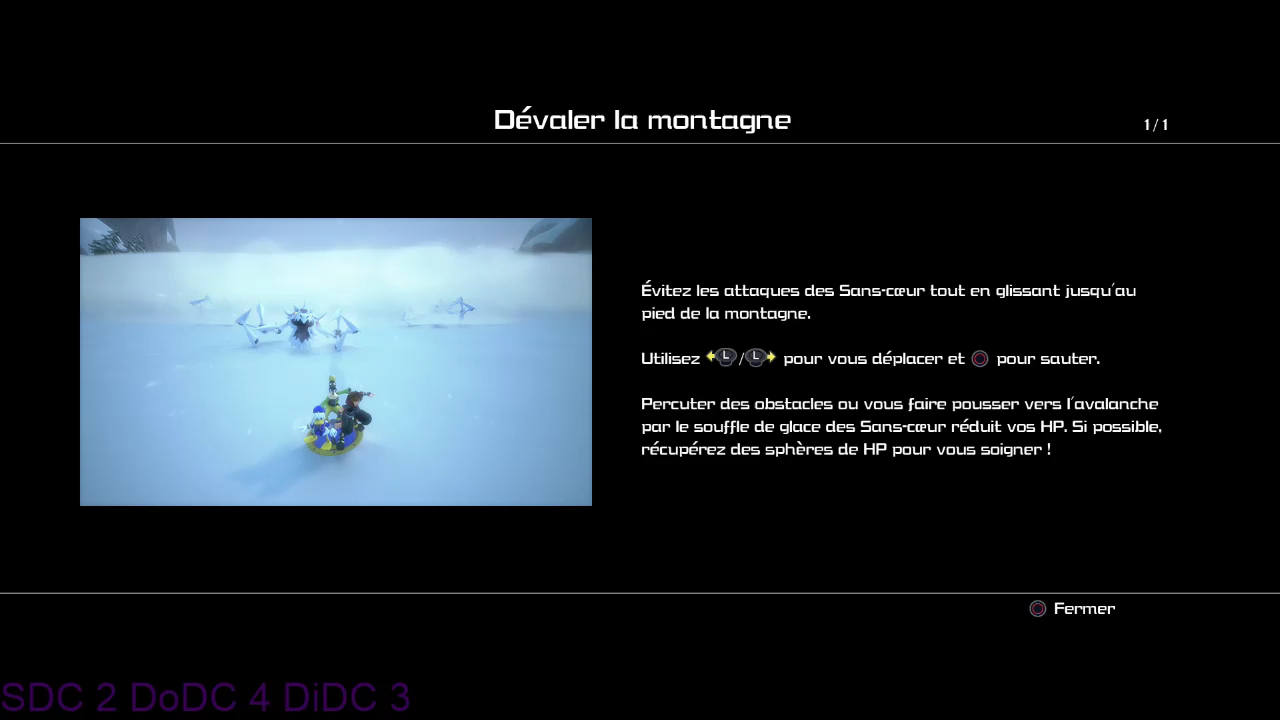 Dévaler la montagne
1/1
Évitez les attaques des Sans-cœur tout en glissant jusqu'au
pied de la montagne.
Utilisez L/L pour vous déplacer et pour sauter.
Percuter des obstacles ou vous faire pousser vers l'avalanche
par le souffle de glace des Sans-cœur réduit vos HP. Si possible,
récupérez des sphères de HP pour vous soigner !
Fermer
SDC 2 DoDC 4 DiDC 3